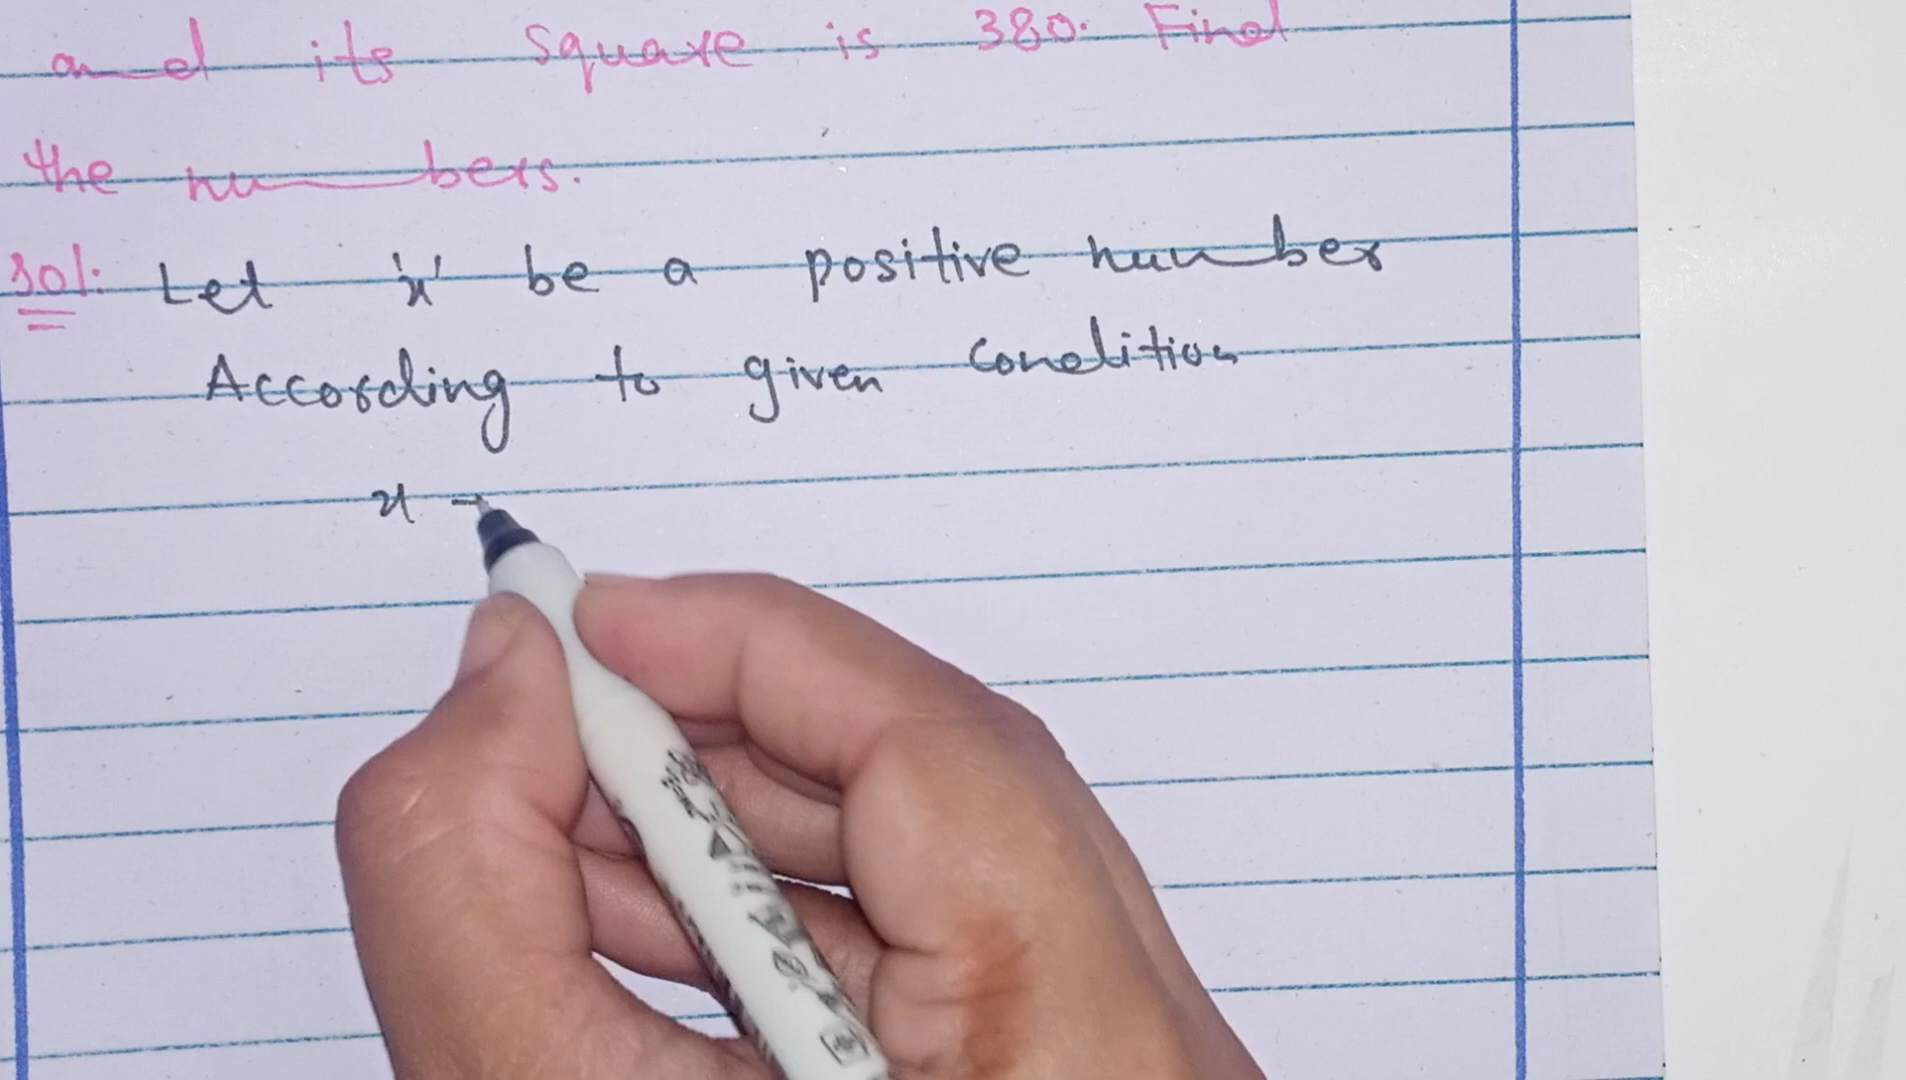 and its square is 380. Find
the numbers.
Sol: Let 'x' be a positive number
According to given condition
x -